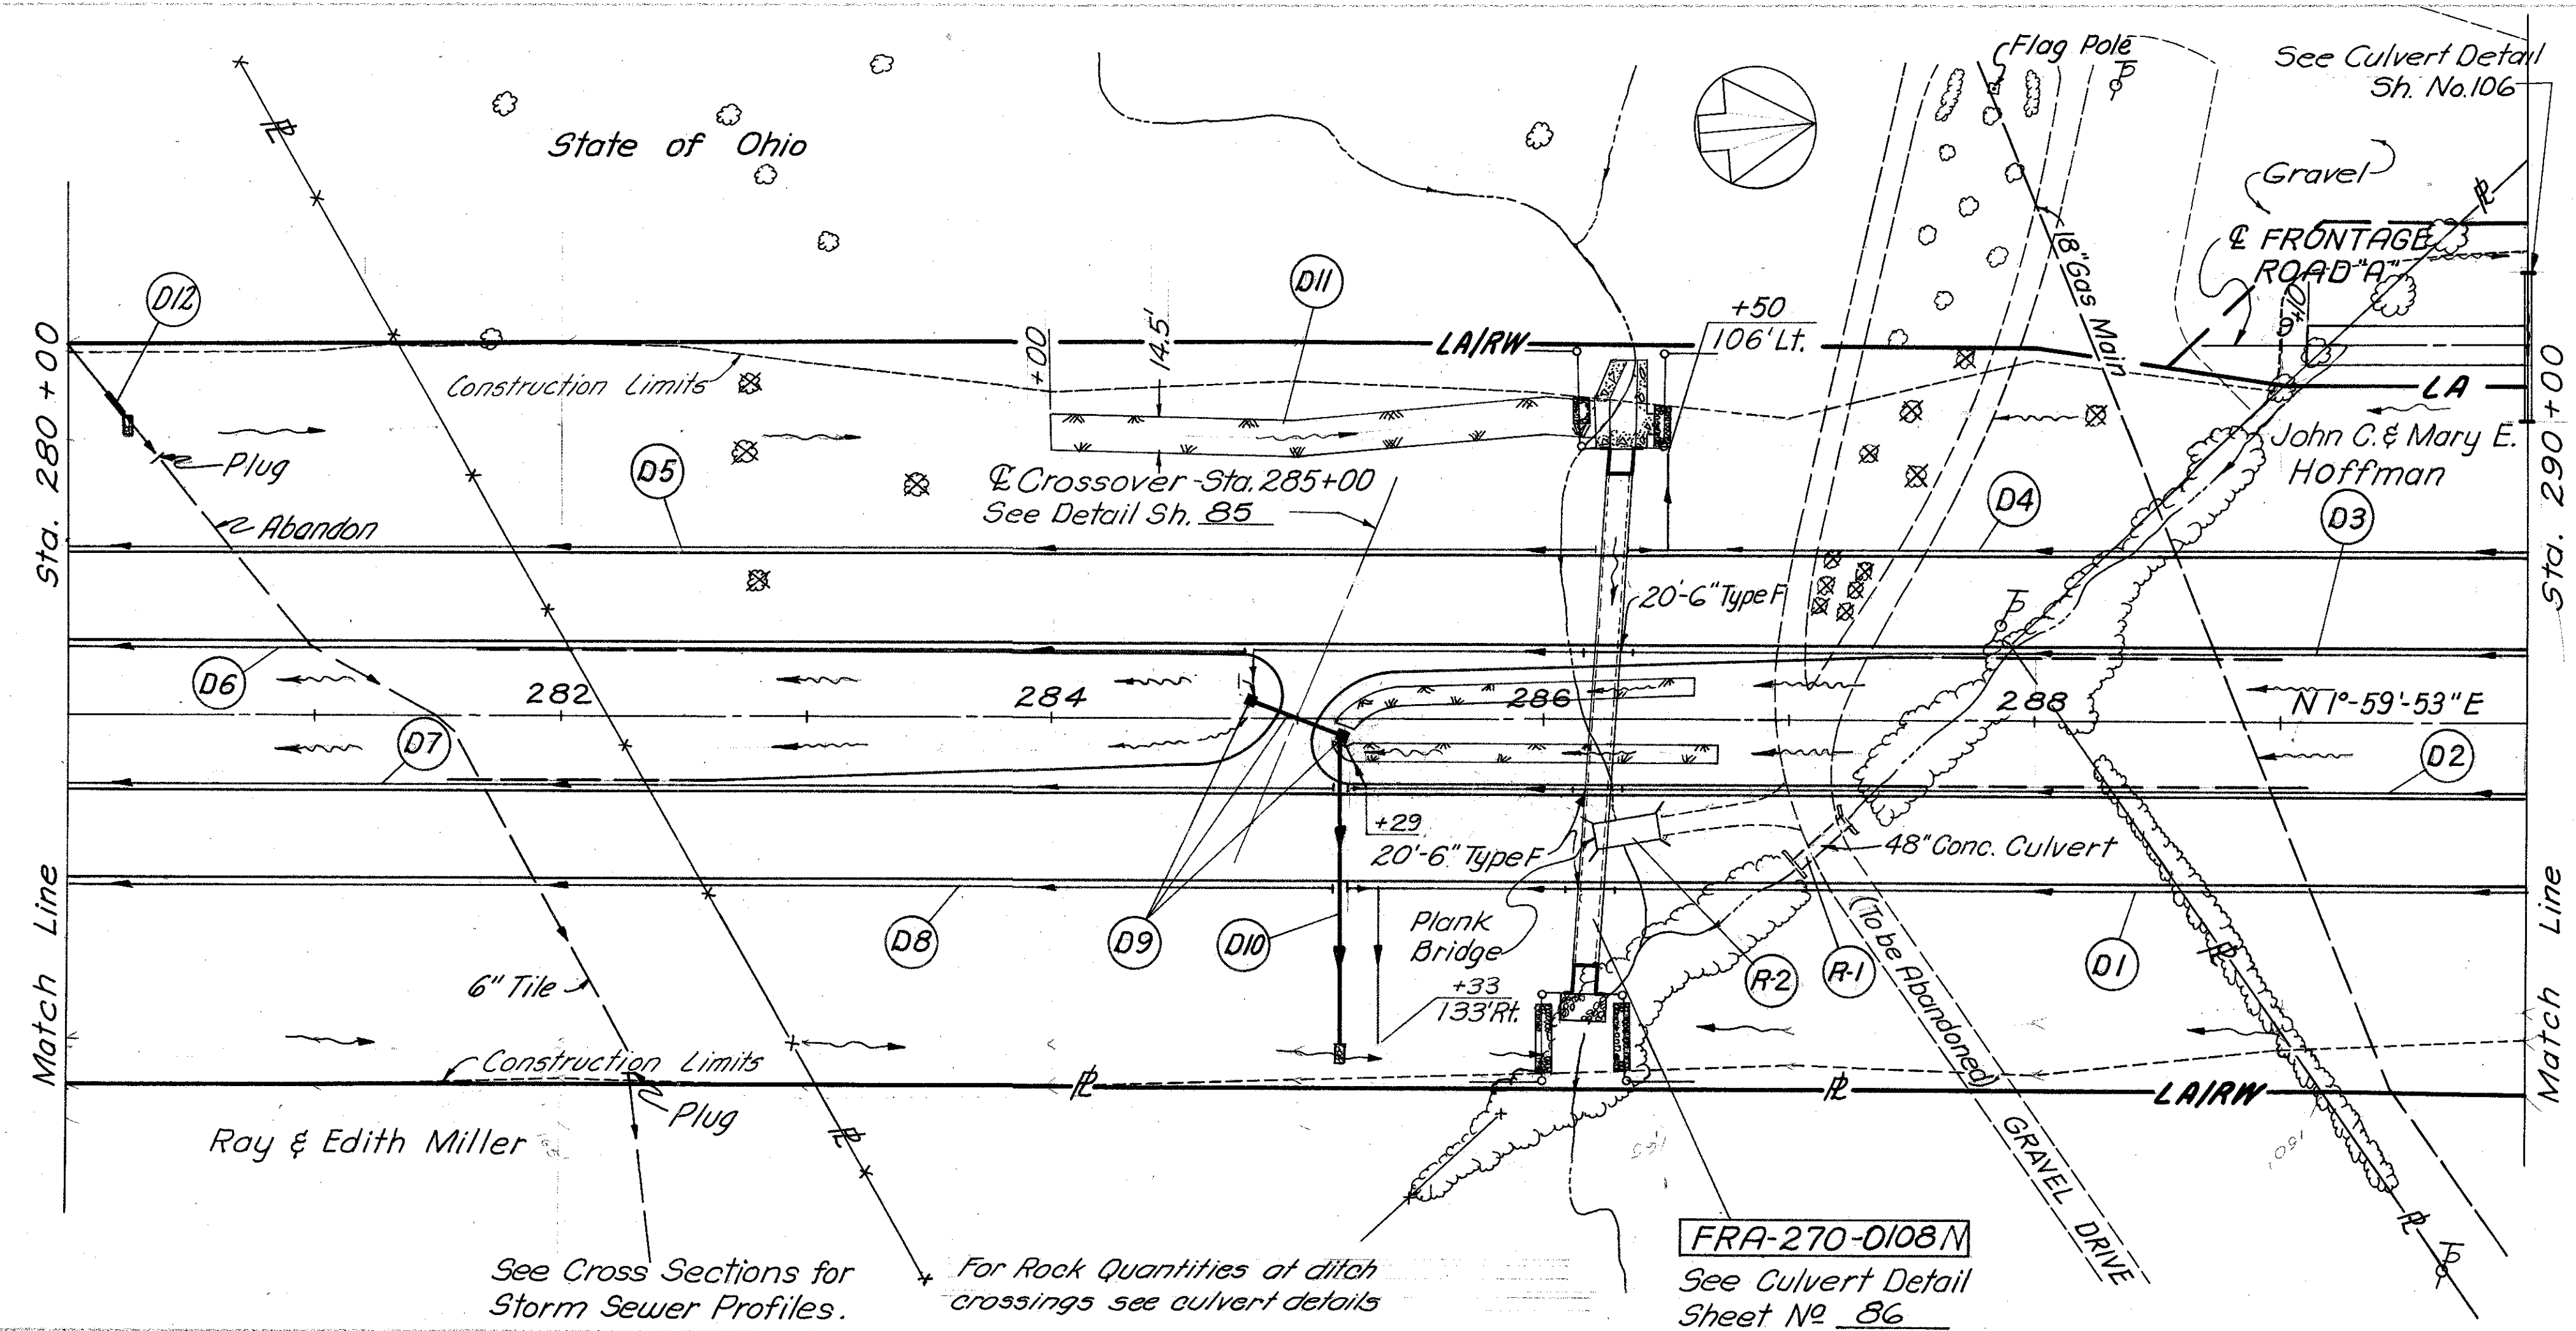 Flag Pole
See Culvert Detail
Sh. No. 106
State of Ohio
Gravel
℄ FRONTAGE
ROAD "A"
18" Gas Main
9+10
D12
D11
+50
106' Lt.
+00
14.5'
LA/RW
LA
Construction Limits
Sta. 280+00
Sta. 290+00
Plug
Abandon
D5
℄ Crossover-Sta. 285+00
See Detail Sh. 85
D4
John C. & Mary E.
Hoffman
D3
20'-6" Type F
D6
282
284
286
288
N 1°-59'-53" E
D7
D2
+29
20'-6" Type F
48" Conc. Culvert
D8
D9
D10
Plank
Bridge
R-2
R-1
(To be Abandoned)
D1
6" Tile
+33
133' Rt.
Match Line
Match Line
Construction Limits
Plug
LA/RW
Ray & Edith Miller
GRAVEL DRIVE
See Cross Sections for
Storm Sewer Profiles.
For Rock Quantities at ditch
crossings see culvert details
FRA-270-0108N
See Culvert Detail
Sheet No 86